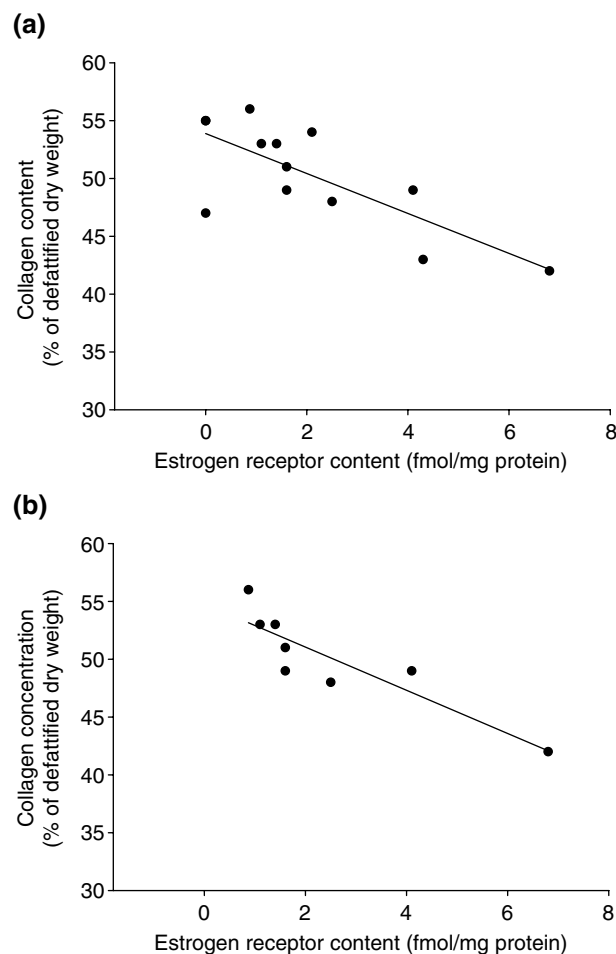 (a)
60
55
50
45
40
35
30
Collagen content
(% of defattified dry weight)
0 2 4 6 8
Estrogen receptor content (fmol/mg protein)
(b)
60
55
50
45
40
35
30
Collagen concentration
(% of defattified dry weight)
0 2 4 6 8
Estrogen receptor content (fmol/mg protein)